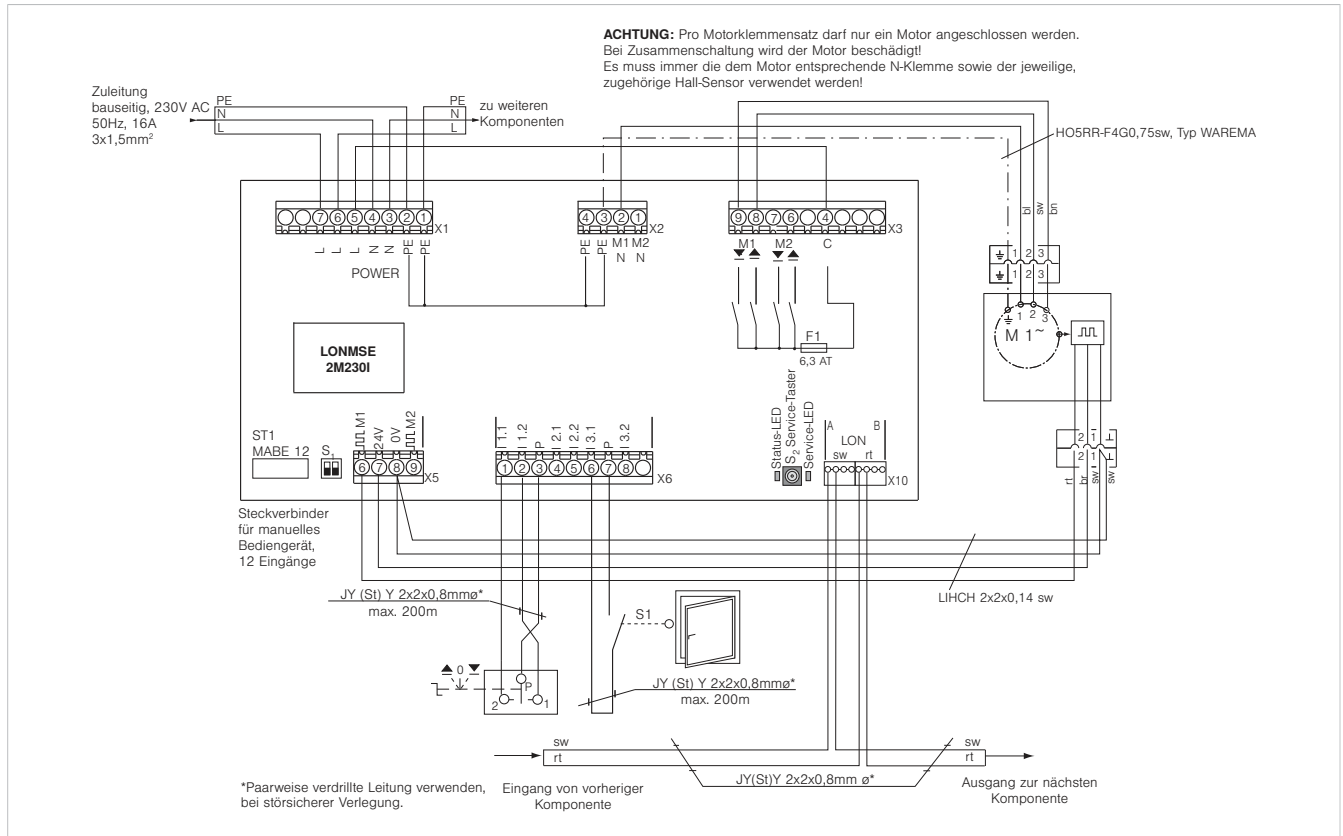 ACHTUNG: Pro Motorklemmensatz darf nur ein Motor angeschlossen werden.
Bei Zusammenschaltung wird der Motor beschädigt!
Es muss immer die dem Motor entsprechende N-Klemme sowie der jeweilige,
zugehörige Hall-Sensor verwendet werden!
Zuleitung
bauseitig, 230V AC
50Hz, 16A
3x1,5mm²
PE
N
L
PE
N
L
zu weiteren
Komponenten
HO5RR-F4G0,75sw, Typ WAREMA
7 6 5 4 3 2 1
X1
L L L N N PE PE
POWER
4 3 2 1
X2
PE PE M1 M2
N N
9 8 7 6 4
X3
M1 M2 C
F1
6,3 AT
bl sw bn
1 2 3
1 2 3
1 2 3
M 1~
LONMSE
2M230I
ST1
MABE 12
S1
M1 24V 0V M2
6 7 8 9
X5
I 1.1 I 1.2 P I 2.1 I 2.2 I 3.1 P I 3.2
1 2 3 4 5 6 7 8
X6
Status-LED
S2 Service-Taster
Service-LED
A B
LON
sw rt
X10
2 1
2 1
rt br sw sw
Steckverbinder
für manuelles
Bediengerät,
12 Eingänge
JY (St) Y 2x2x0,8mmø*
max. 200m
S1
LIHCH 2x2x0,14 sw
0
P
2 1
JY (St) Y 2x2x0,8mmø*
max. 200m
sw
rt
sw
rt
JY(St)Y 2x2x0,8mm ø*
*Paarweise verdrillte Leitung verwenden,
bei störsicherer Verlegung.
Eingang von vorheriger
Komponente
Ausgang zur nächsten
Komponente